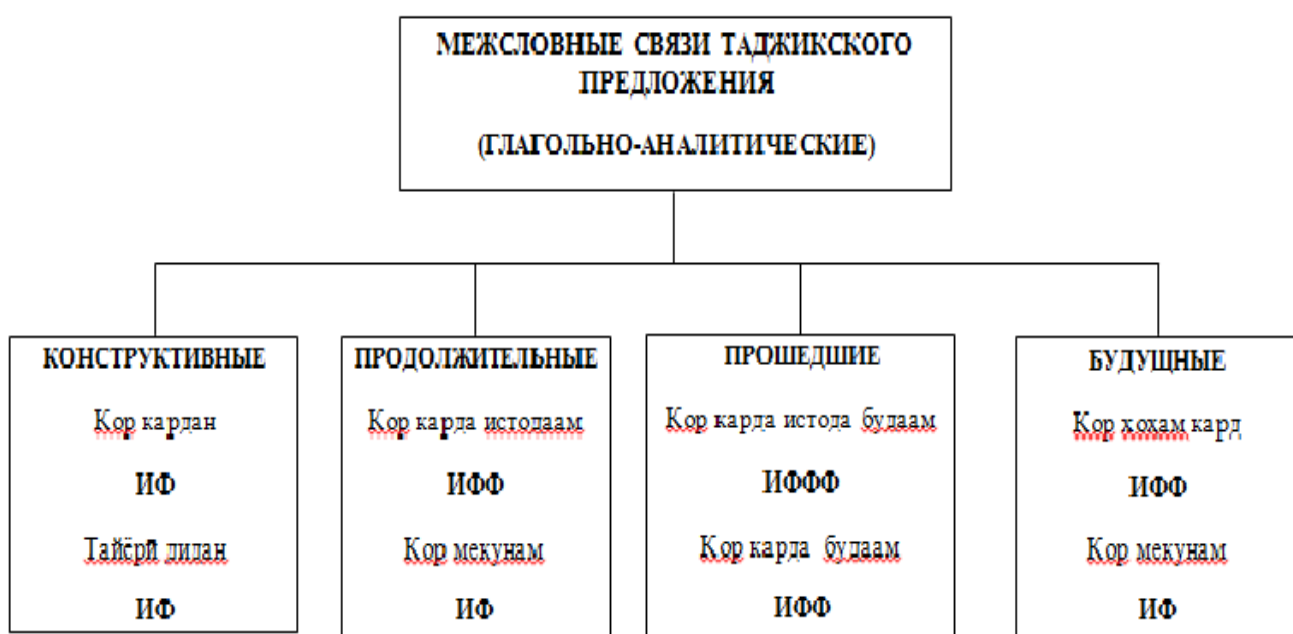 МЕЖСЛОВНЫЕ СВЯЗИ ТАДЖИКСКОГО
ПРЕДЛОЖЕНИЯ
(ГЛАГОЛЬНО-АНАЛИТИЧЕСКИЕ)
КОНСТРУКТИВНЫЕ
Кор кардан
ИФ
Тайёрӣ дидан
ИФ
ПРОДОЛЖИТЕЛЬНЫЕ
Кор карда истодаам
ИФФ
Кор мекунам
ИФ
ПРОШЕДШИЕ
Кор карда истода будаам
ИФФФ
Кор карда будаам
ИФФ
БУДУЩНЫЕ
Кор хохам кард
ИФФ
Кор мекунам
ИФ